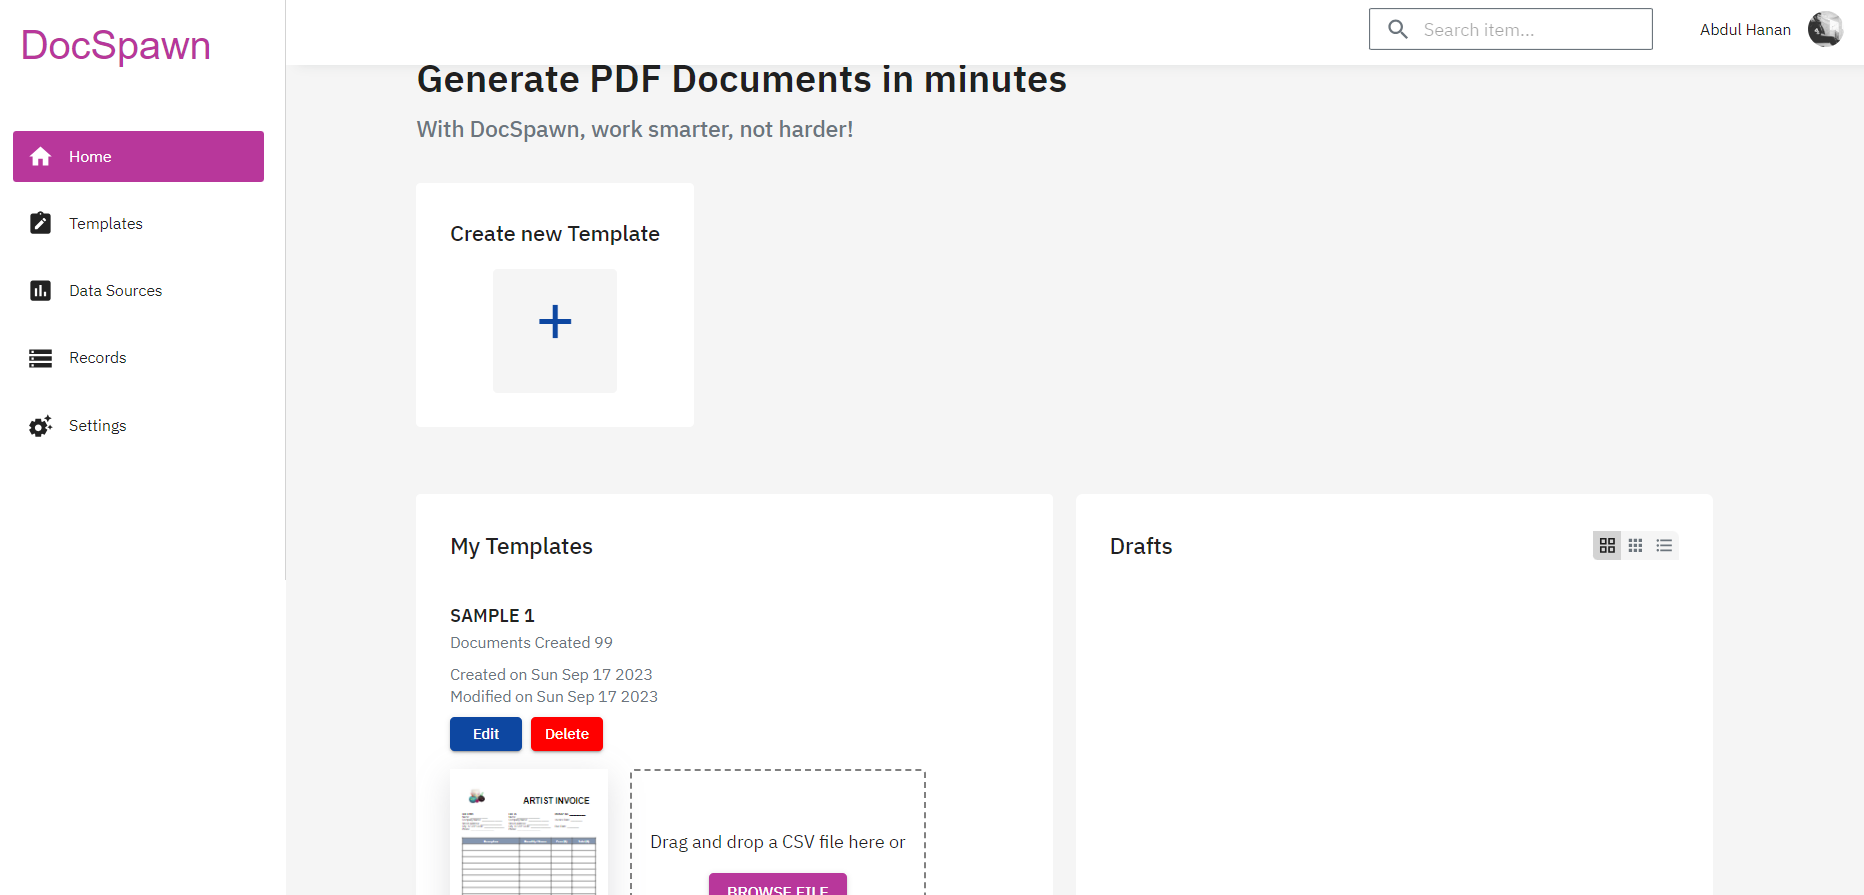 DocSpawn
Search item...
Abdul Hanan
Home
Templates
Data Sources
Records
Settings
Generate PDF Documents in minutes
With DocSpawn, work smarter, not harder!
Create new Template
My Templates
SAMPLE 1
Documents Created 99
Created on Sun Sep 17 2023
Modified on Sun Sep 17 2023
Edit
Delete
ARTIST INVOICE
Drag and drop a CSV file here or
BROWSE FILE
Drafts